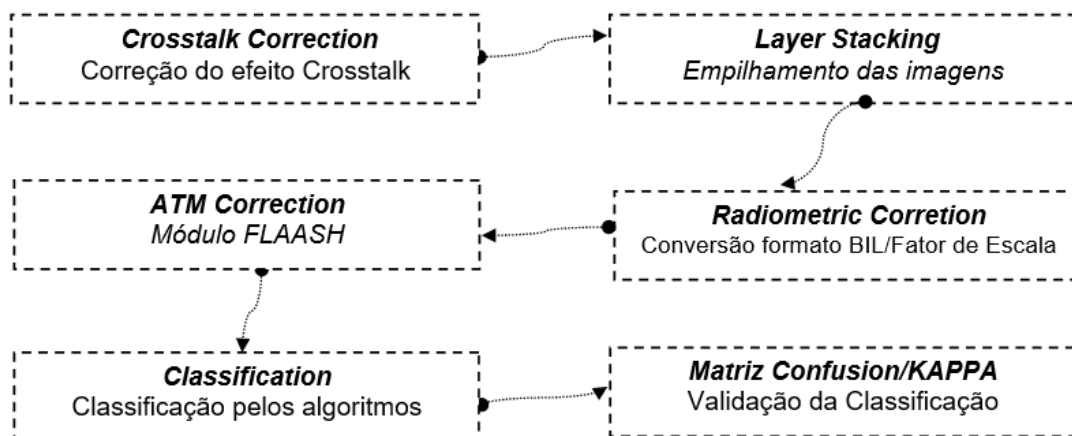 Crosstalk Correction
Correção do efeito Crosstalk
Layer Stacking
Empilhamento das imagens
ATM Correction
Módulo FLAASH
Radiometric Corretion
Conversão formato BIL/Fator de Escala
Classification
Classificação pelos algoritmos
Matriz Confusion/KAPPA
Validação da Classificação